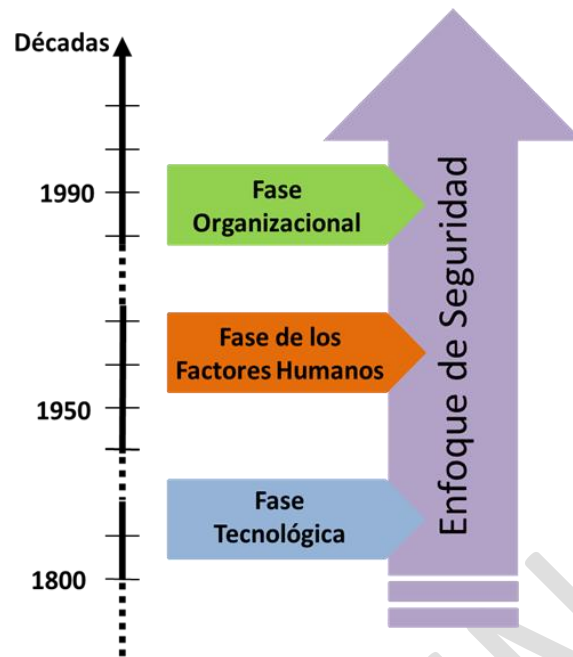 Décadas
1990
Fase
Organizacional
Fase de los
Factores Humanos
1950
Fase
Tecnológica
1800
Enfoque de Seguridad